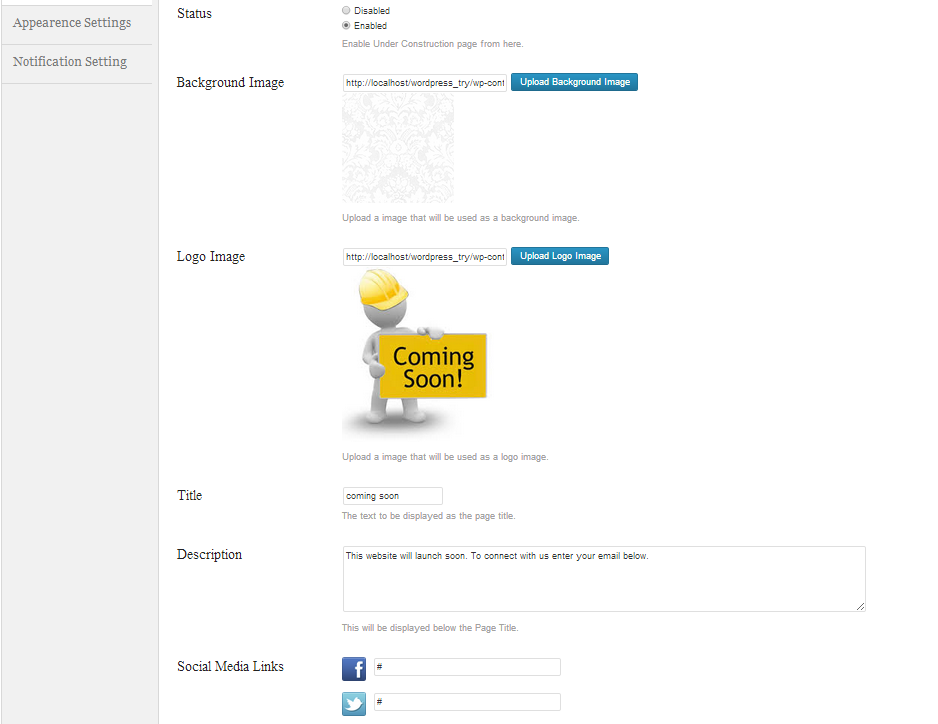 Appearence Settings
Notification Setting
Status
Disabled
Enabled
Enable Under Construction page from here.
Background Image
http://localhost/wordpress_try/wp-cont
Upload Background Image
Upload a image that will be used as a background image.
Logo Image
http://localhost/wordpress_try/wp-cont
Upload Logo Image
Coming
Soon!
Upload a image that will be used as a logo image.
Title
coming soon
The text to be displayed as the page title.
Description
This website will launch soon. To connect with us enter your email below.
This will be displayed below the Page Title.
Social Media Links
f
#
#